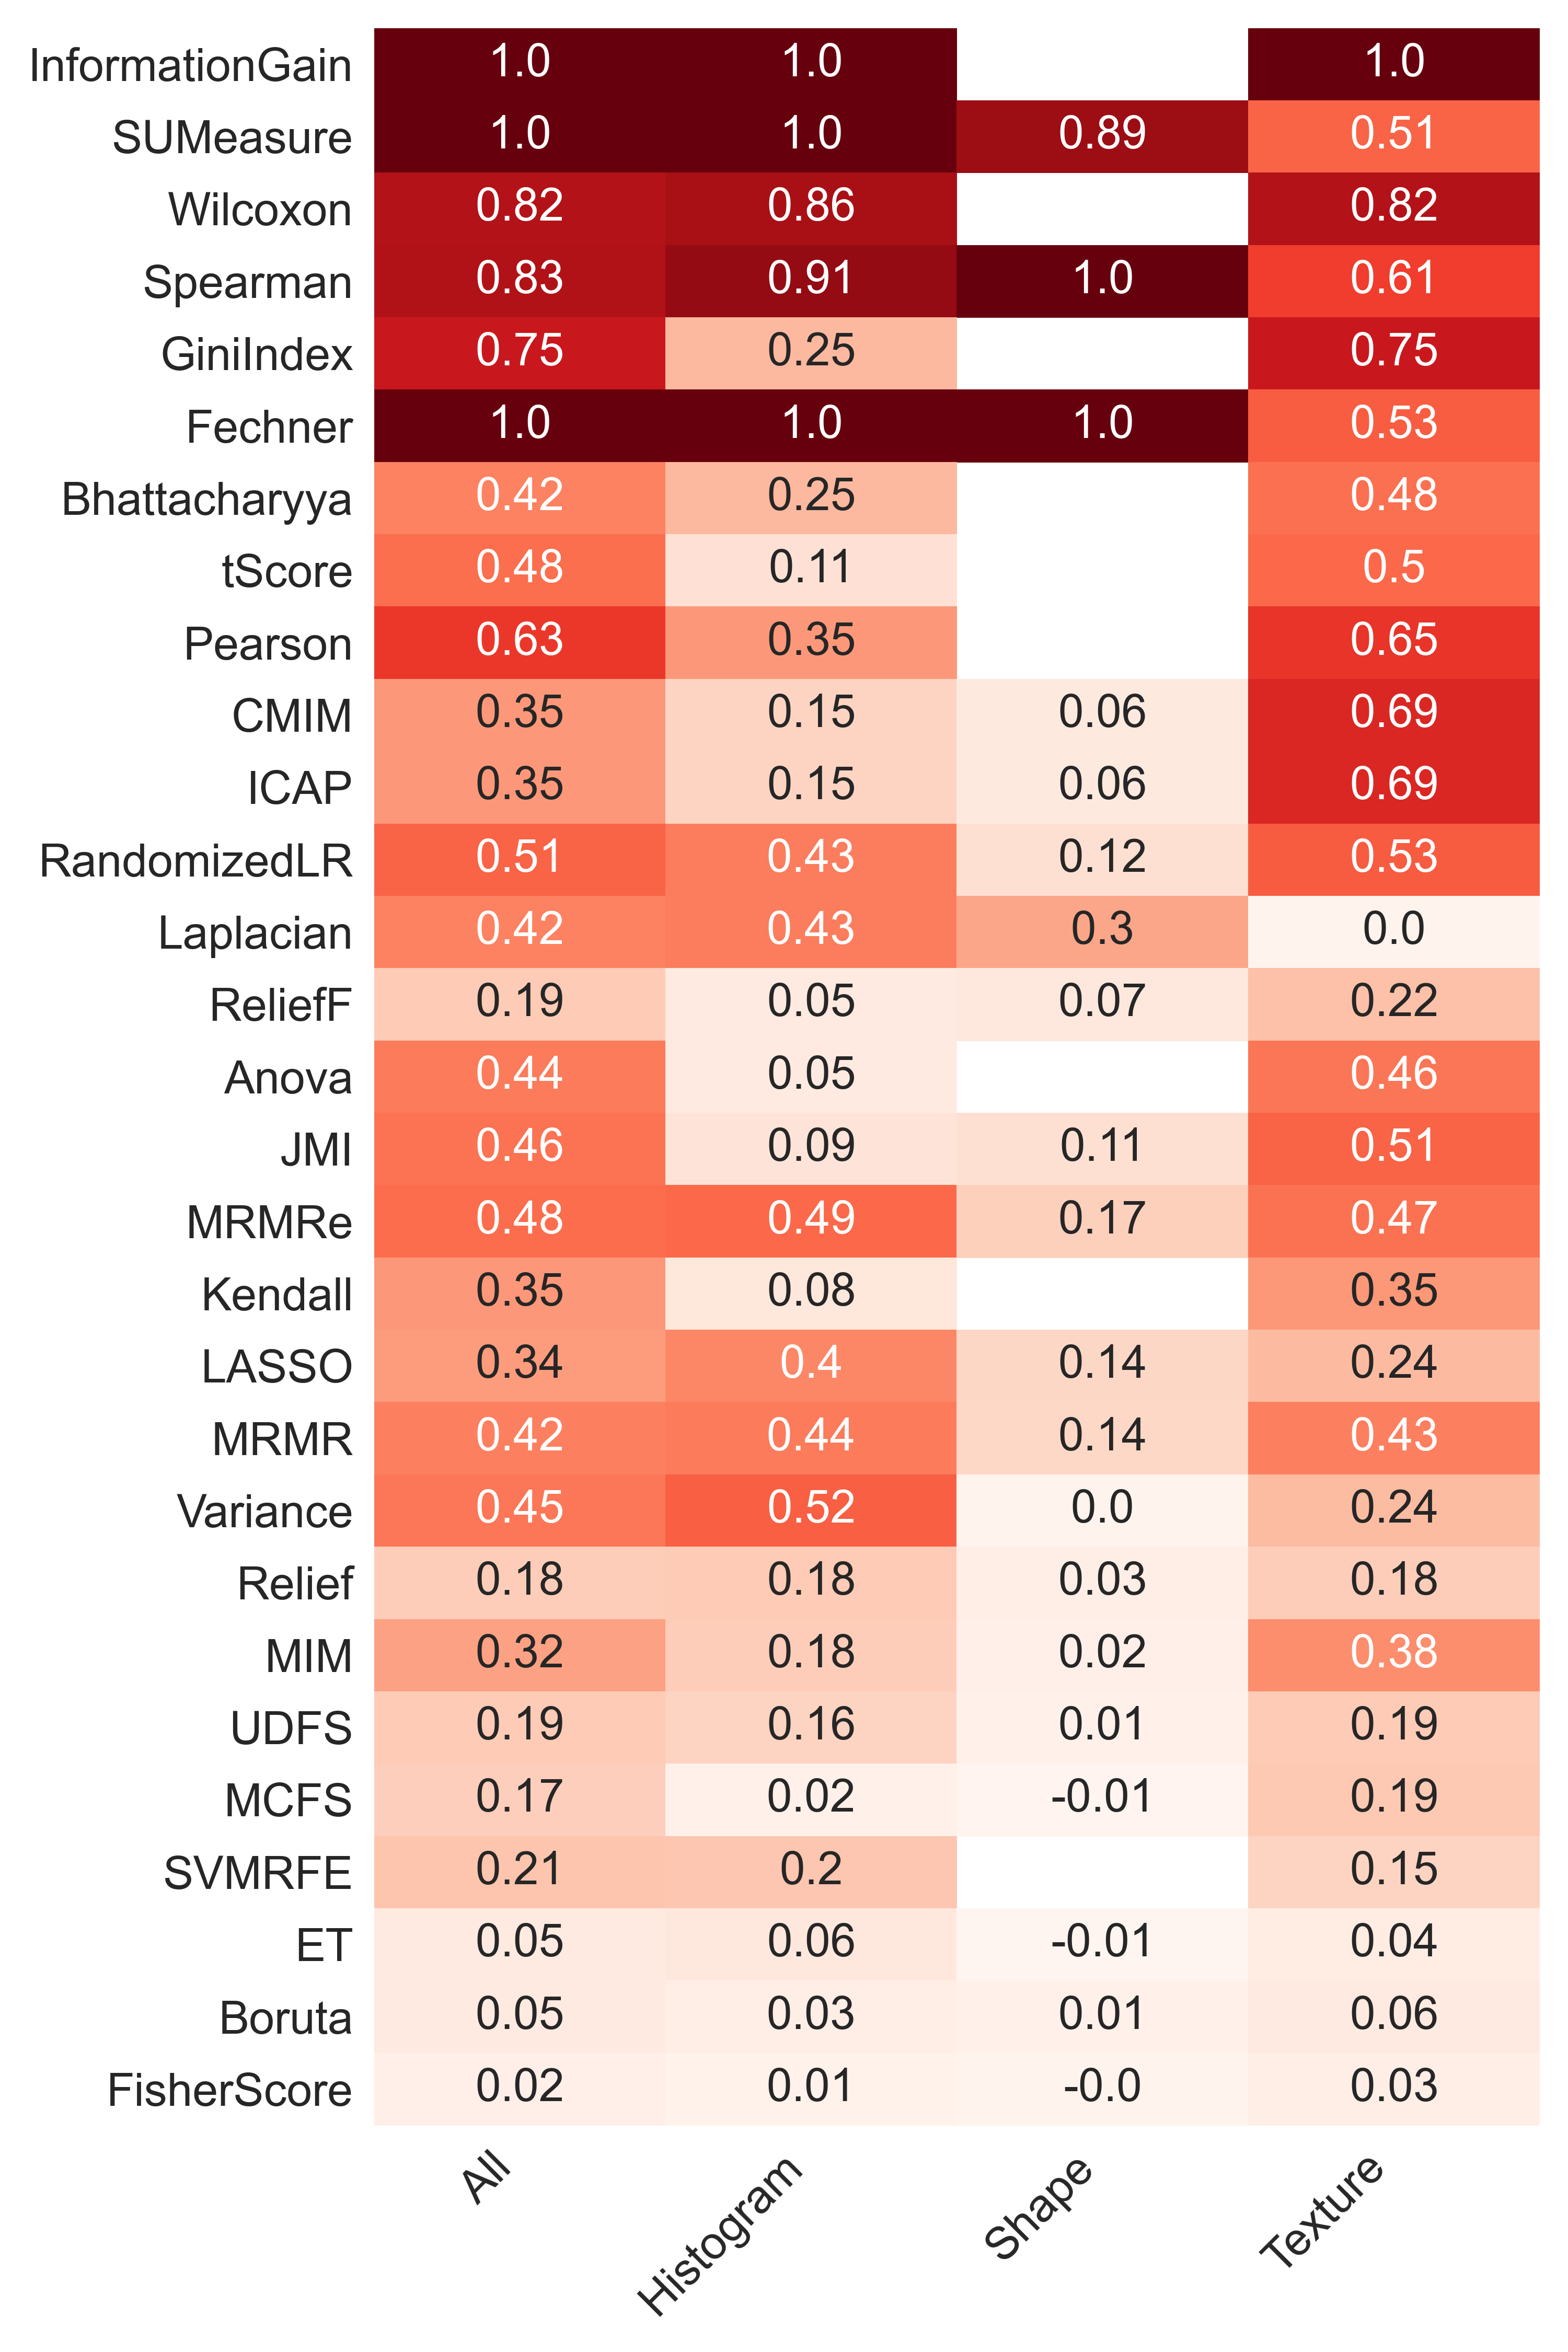 InformationGain 1.0 1.0 1.0
SUMeasure 1.0 1.0 0.89 0.51
Wilcoxon 0.82 0.86 0.82
Spearman 0.83 0.91 1.0 0.61
GiniIndex 0.75 0.25 0.75
Fechner 1.0 1.0 1.0 0.53
Bhattacharyya 0.42 0.25 0.48
tScore 0.48 0.11 0.5
Pearson 0.63 0.35 0.65
CMIM 0.35 0.15 0.06 0.69
ICAP 0.35 0.15 0.06 0.69
RandomizedLR 0.51 0.43 0.12 0.53
Laplacian 0.42 0.43 0.3 0.0
ReliefF 0.19 0.05 0.07 0.22
Anova 0.44 0.05 0.46
JMI 0.46 0.09 0.11 0.51
MRMRe 0.48 0.49 0.17 0.47
Kendall 0.35 0.08 0.35
LASSO 0.34 0.4 0.14 0.24
MRMR 0.42 0.44 0.14 0.43
Variance 0.45 0.52 0.0 0.24
Relief 0.18 0.18 0.03 0.18
MIM 0.32 0.18 0.02 0.38
UDFS 0.19 0.16 0.01 0.19
MCFS 0.17 0.02 -0.01 0.19
SVMRFE 0.21 0.2 0.15
ET 0.05 0.06 -0.01 0.04
Boruta 0.05 0.03 0.01 0.06
FisherScore 0.02 0.01 -0.0 0.03
All Histogram Shape Texture